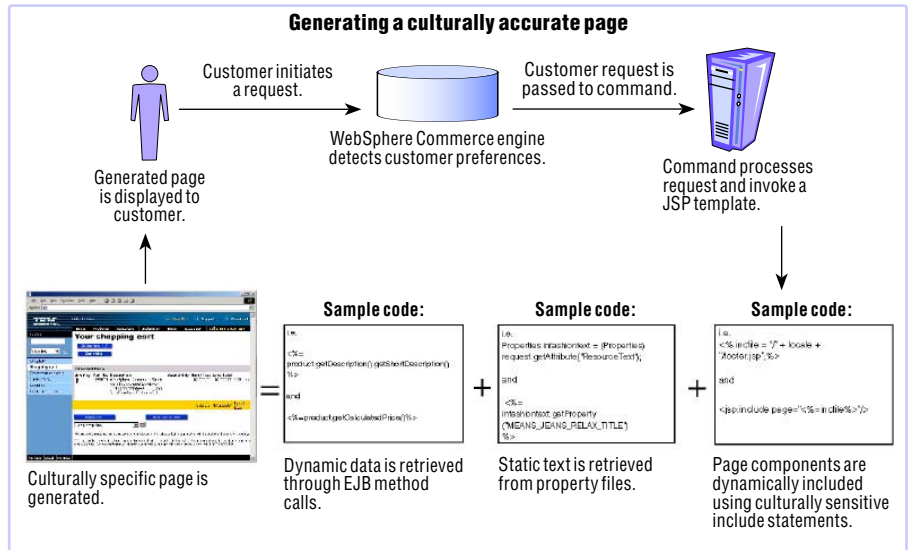 Generating a culturally accurate page
Customer initiates
a request.
Customer request is
passed to command.
WebSphere Commerce engine
detects customer preferences.
Command processes
request and invoke a
JSP template.
Generated page
is displayed to
customer.
Your shopping cart
=
Sample code:
i.e.
<%=
product.getDescription().getShortDescription()
%>
and
<%=product.getCalculatedPrice()%>
+
Sample code:
i.e.
Properties infashiontext = (Properties)
request.getAttribute("ResourceText");
and
<%=
infashiontext.getProperty
("MEANS_JEANS_RELAX_TITLE")
%>
+
Sample code:
i.e.
<% incfile = "/" + locale +
"/footer.jsp",%>
and
<jsp:include page="<%=incfile%>"/>
Culturally specific page is
generated.
Dynamic data is retrieved
through EJB method
calls.
Static text is retrieved
from property files.
Page components are
dynamically included
using culturally sensitive
include statements.